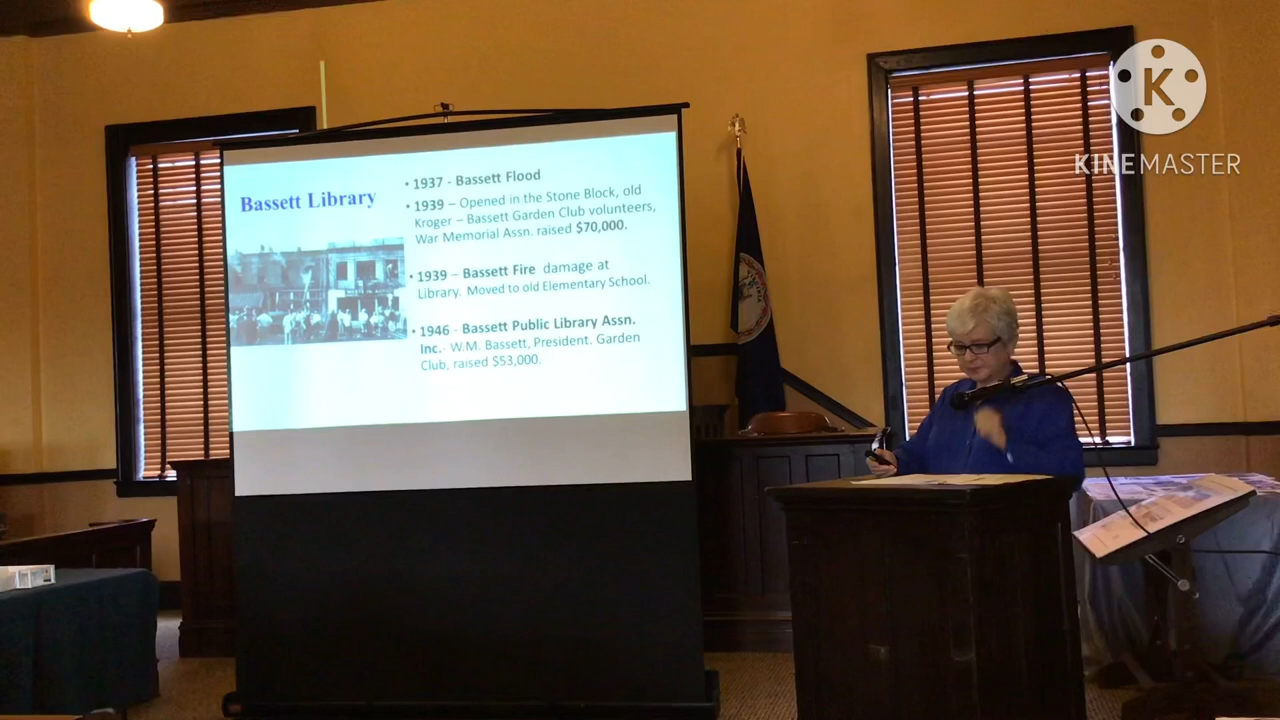 K
KINEMASTER
Bassett Library
• 1937 - Bassett Flood
• 1939 – Opened in the Stone Block, old
Kroger – Bassett Garden Club volunteers,
War Memorial Assn. raised $70,000.
• 1939 – Bassett Fire damage at
Library. Moved to old Elementary School.
• 1946 - Bassett Public Library Assn.
Inc.- W.M. Bassett, President. Garden
Club, raised $53,000.